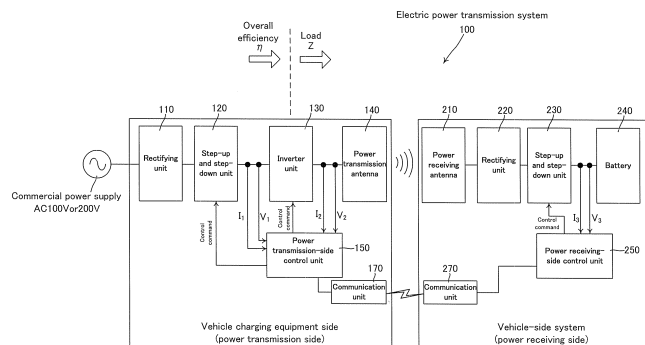 Electric power transmission system
100
Overall
efficiency
η
Load
Z
110
120
130
140
210
220
230
240
Rectifying
unit
Step-up
and step-
down unit
Inverter
unit
Power
transmission
antenna
Power
receiving
antenna
Rectifying
unit
Step-up
and step-
down unit
Battery
Commercial power supply
AC100Vor200V
Control
command
I1
V1
Control
command
I2
V2
Control
command
I3
V3
Power
transmission-side
control unit
150
Power receiving-
side control unit
250
170
Communication
unit
270
Communication
unit
Vehicle charging equipment side
(power transmission side)
Vehicle-side system
(power receiving side)